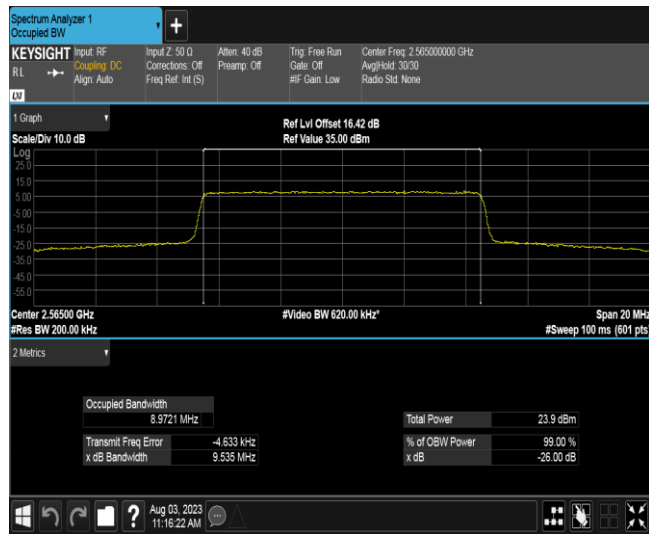 Spectrum Analyzer 1
Occupied BW
+
KEYSIGHT
RL
LXI
Input: RF
Coupling: DC
Align: Auto
Input Z: 50 Ω
Corrections: Off
Freq Ref: Int (S)
Atten: 40 dB
Preamp: Off
Trig: Free Run
Gate: Off
#IF Gain: Low
Center Freq: 2.565000000 GHz
Avg|Hold: 30/30
Radio Std: None
1 Graph
Scale/Div 10.0 dB
Ref Lvl Offset 16.42 dB
Ref Value 35.00 dBm
Log
25.0
15.0
5.00
-5.00
-15.0
-25.0
-35.0
-45.0
-55.0
Center 2.56500 GHz
#Res BW 200.00 kHz
#Video BW 620.00 kHz*
Span 20 MHz
#Sweep 100 ms (601 pts)
2 Metrics
Occupied Bandwidth
8.9721 MHz
Total Power 23.9 dBm
Transmit Freq Error -4.633 kHz
% of OBW Power 99.00 %
x dB Bandwidth 9.535 MHz
x dB -26.00 dB
?
Aug 03, 2023
11:16:22 AM